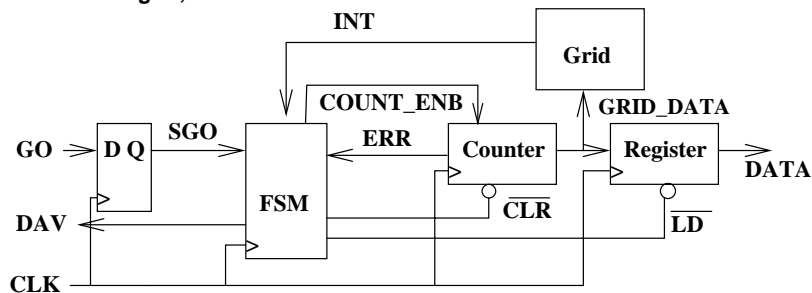 INT
Grid
COUNT_ENB
GRID_DATA
SGO
ERR
GO
D Q
Counter
Register
DATA
FSM
CLR
LD
DAV
CLK